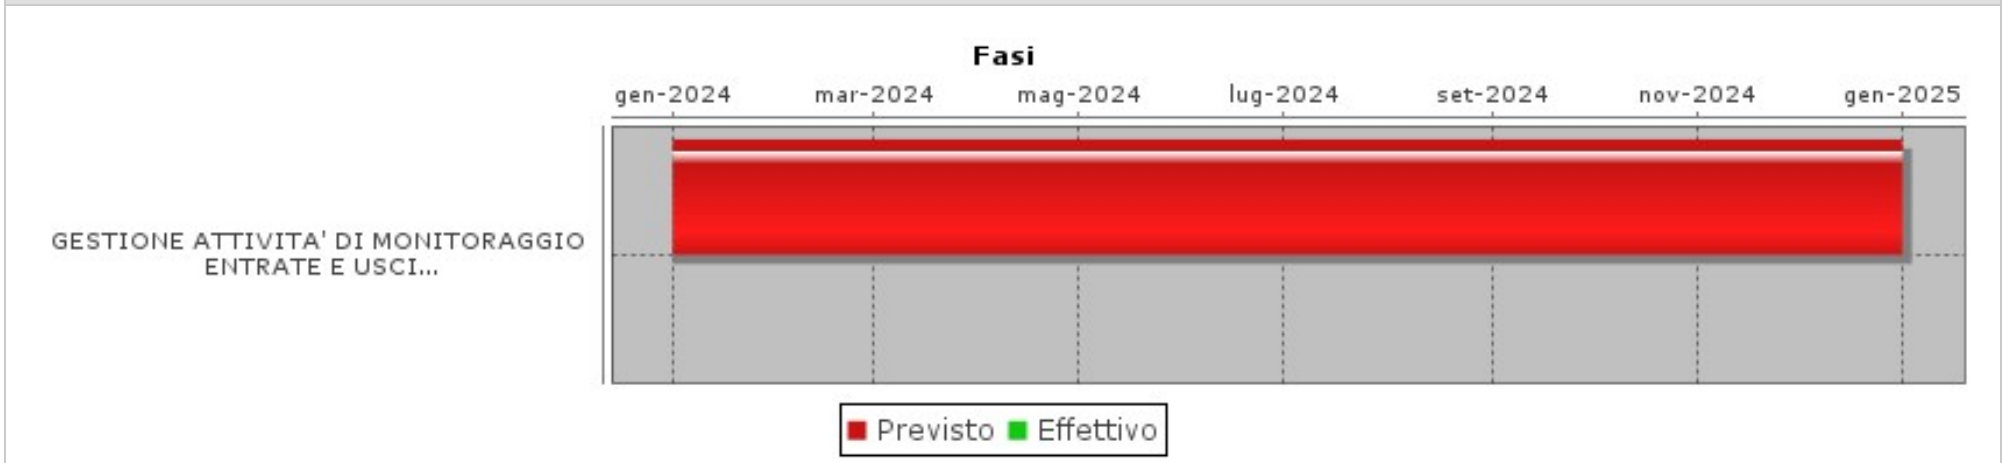 Fasi
gen-2024 mar-2024 mag-2024 lug-2024 set-2024 nov-2024 gen-2025
GESTIONE ATTIVITA' DI MONITORAGGIO
ENTRATE E USCI...
Previsto Effettivo